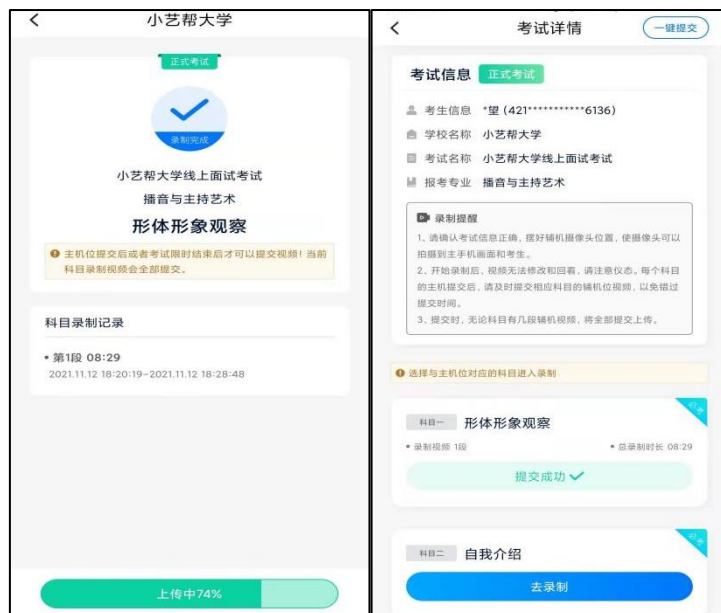 小艺帮大学
正式考试
录制完成
小艺帮大学线上面试考试
播音与主持艺术
形体形象观察
主机位提交后或者考试限时结束后才可以提交视频!当前
科目录制视频会全部提交。
科目录制记录
• 第1段 08:29
2021.11.12 18:20:19-2021.11.12 18:28:48
上传中74%
考试详情
一键提交
考试信息 正式考试
考生信息 *望 (421***********6136)
学校名称 小艺帮大学
考试名称 小艺帮大学线上面试考试
报考专业 播音与主持艺术
录制提醒
1、请确认考试信息正确，摆好辅机摄像头位置，使摄像头可以
拍摄到主手机画面和考生。
2、开始录制后，视频无法修改和回看，请注意仪态。每个科目
的主机提交后，请及时提交相应科目的辅机位视频，以免错过
提交时间。
3、提交时，无论科目有几段辅机视频，将全部提交上传。
选择与主机位对应的科目进入录制
科目一 形体形象观察
• 录制视频 1段 • 总录制时长 08:29
提交成功
科目二 自我介绍
去录制